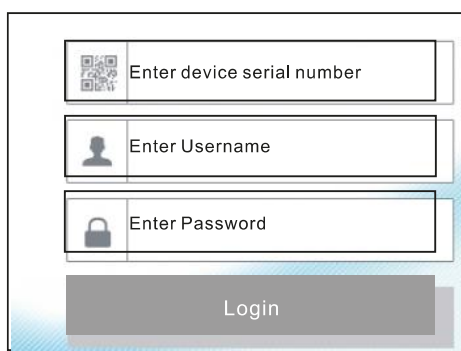 Enter device serial number
Enter Username
Enter Password
Login